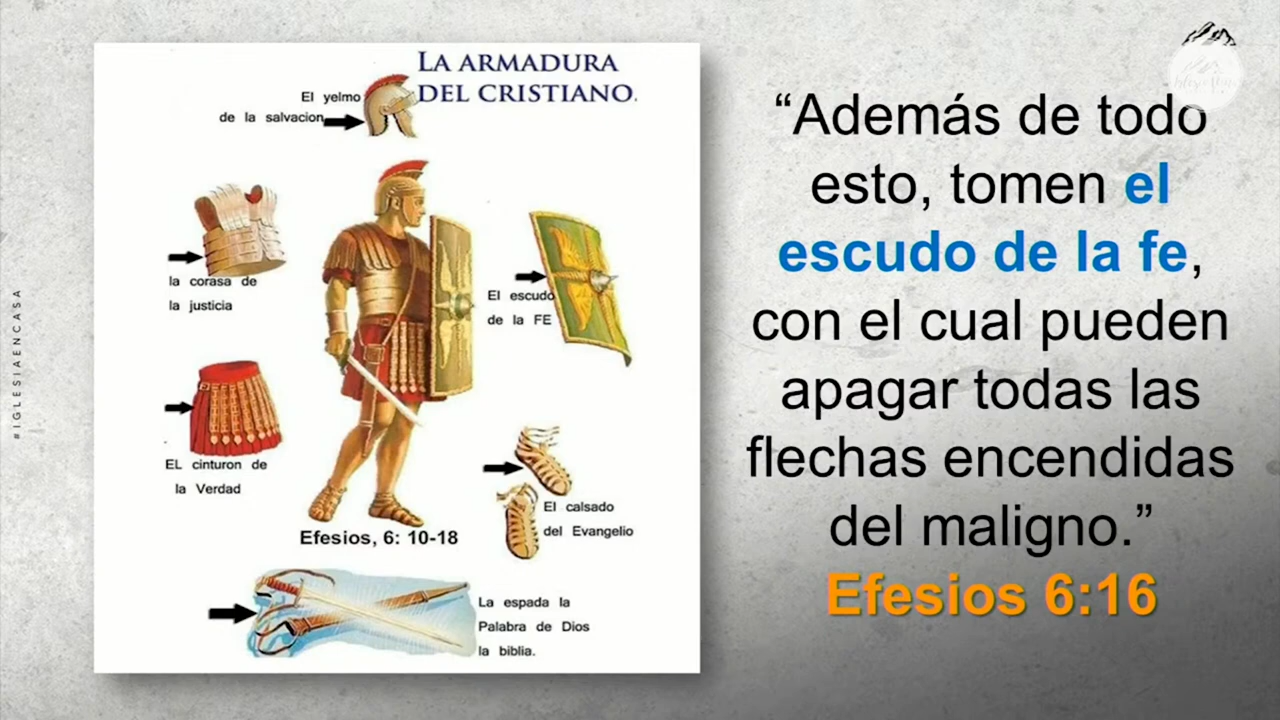 LA ARMADURA
DEL CRISTIANO.
El yelmo
de la salvacion
la corasa de
la justicia
El escudo
de la FE
EL cinturon de
la Verdad
El calsado
del Evangelio
Efesios, 6: 10-18
La espada la
Palabra de Dios
la biblia.
“Además de todo
esto, tomen el
escudo de la fe,
con el cual pueden
apagar todas las
flechas encendidas
del maligno.”
Efesios 6:16
#IGLESIAENCASA